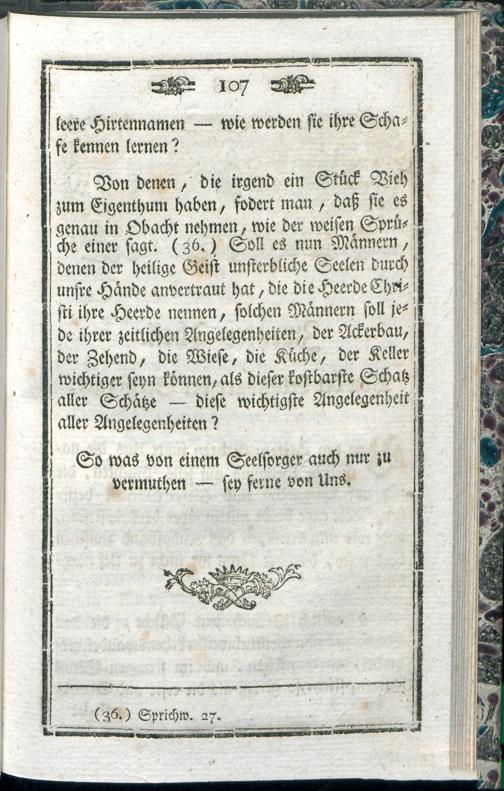 107
leere Hirtennamen — wie werden sie ihre Scha-
fe kennen lernen?
Von denen, die irgend ein Stück Vieh
zum Eigenthum haben, fodert man, daß sie es
genau in Obacht nehmen, wie der weisen Sprü-
che einer sagt. (36.) Soll es nun Männern,
denen der heilige Geist unsterbliche Seelen durch
unsre Hände anvertraut hat, die die Heerde Chri-
sti ihre Heerde nennen, solchen Männern soll je-
de ihrer zeitlichen Angelegenheiten, der Ackerbau,
der Zehend, die Wiese, die Küche, der Keller
wichtiger seyn können, als dieser kostbarste Schatz
aller Schätze — diese wichtigste Angelegenheit
aller Angelegenheiten?
So was von einem Seelsorger auch nur zu
vermuthen — sey ferne von Uns.
(36.) Sprichw. 27.